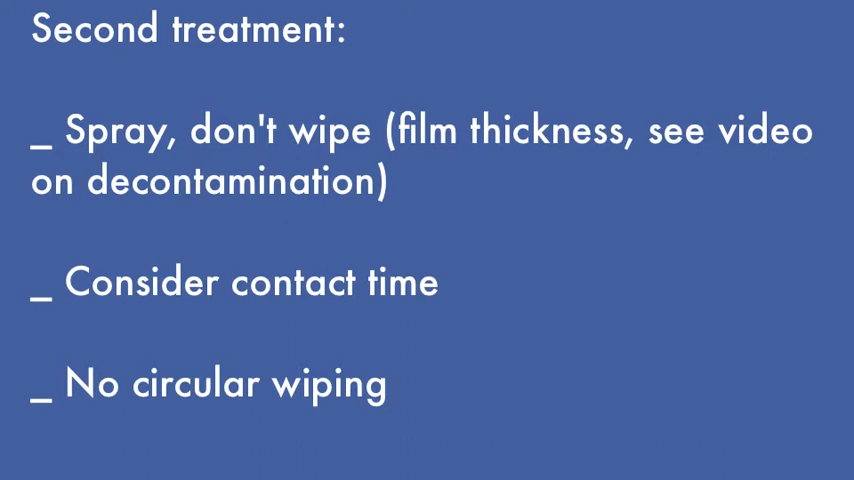 Second treatment:
_ Spray, don't wipe (film thickness, see video
on decontamination)
_ Consider contact time
_ No circular wiping